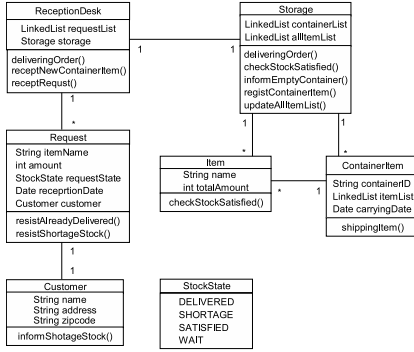 ReceptionDesk
LinkedList requestList
Storage storage
deliveringOrder()
receptNewContainerItem()
receptRequst()
1
1
Storage
LinkedList containerList
LinkedList allItemList
deliveringOrder()
checkStockSatisfied()
informEmptyContainer()
registContainerItem()
updateAllItemList()
1
*
1
*
1
*
Request
String itemName
int amount
StockState requestState
Date receprtionDate
Customer customer
resistAlreadyDelivered()
resistShortageStock()
Item
String name
int totalAmount
checkStockSatisfied()
*
1
ContainerItem
String containerID
LinkedList itemList
Date carryingDate
shippingItem()
1
1
Customer
String name
String address
String zipcode
informShotageStock()
StockState
DELIVERED
SHORTAGE
SATISFIED
WAIT